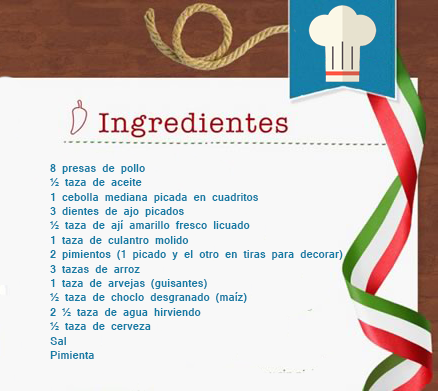 Ingredientes
8 presas de pollo
½ taza de aceite
1 cebolla mediana picada en cuadritos
3 dientes de ajo picados
½ taza de ají amarillo fresco licuado
1 taza de culantro molido
2 pimientos (1 picado y el otro en tiras para decorar)
3 tazas de arroz
1 taza de arvejas (guisantes)
½ taza de choclo desgranado (maíz)
2 ½ taza de agua hirviendo
½ taza de cerveza
Sal
Pimienta